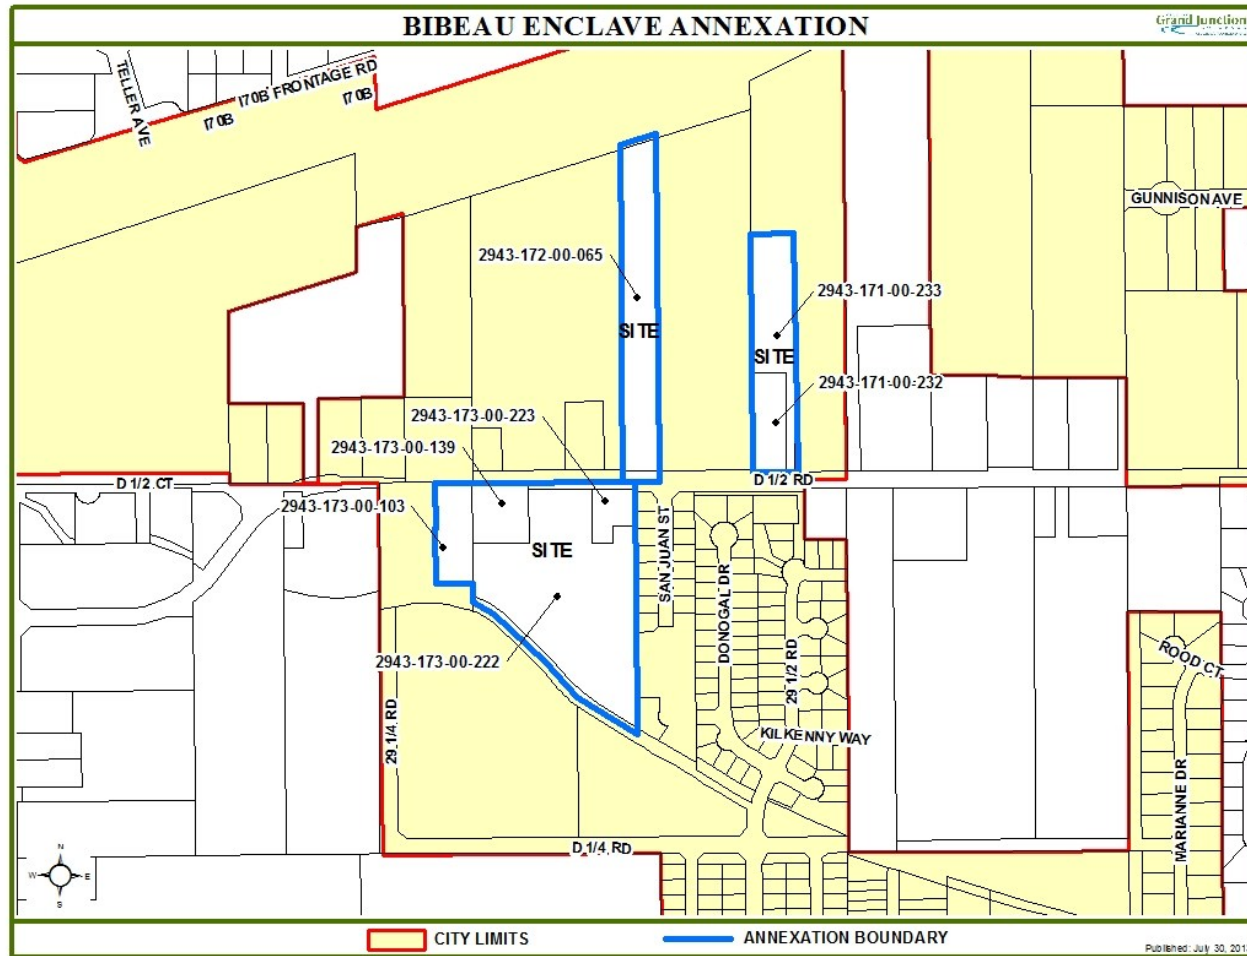 BIBEAU ENCLAVE ANNEXATION
Grand Junction
TELLER AVE
I70B FRONTAGE RD
I70B
I70B
GUNNISON AVE
2943-172-00-065
2943-171-00-233
SITE
SITE
2943-171-00-232
2943-173-00-223
2943-173-00-139
D 1/2 CT
D 1/2 RD
2943-173-00-103
SITE
SAN JUAN ST
DONOGAL DR
29 1/2 RD
2943-173-00-222
ROOD CT
29 1/4 RD
KILKENNY WAY
MARIANNE DR
D 1/4 RD
N
W
E
S
CITY LIMITS
ANNEXATION BOUNDARY
Published: July 30, 201